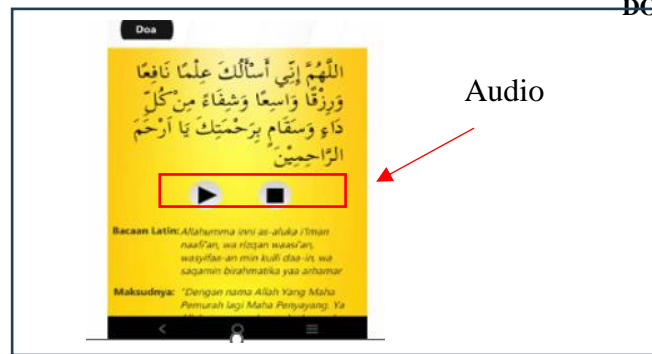 DO
Doa
اللَّهُمَّ إِنِّي أَسْأَلُكَ عِلْمًا نَافِعًا
وَرِزْقًا وَاسِعًا وَشِفَاءً مِنْ كُلِّ
دَاءٍ وَسَقَامٍ بِرَحْمَتِكَ يَا اَرْحَمَ
الرَّاحِمِيْنَ
Audio
Bacaan Latin: Allahumma inni as-aluka i'lman
naafi'an, wa rizqan waasi'an,
wasyifaa-an min kulli daa-in, wa
saqamin birahmatika yaa arhamar
Maksudnya: "Dengan nama Allah Yang Maha
Pemurah lagi Maha Penyayang. Ya